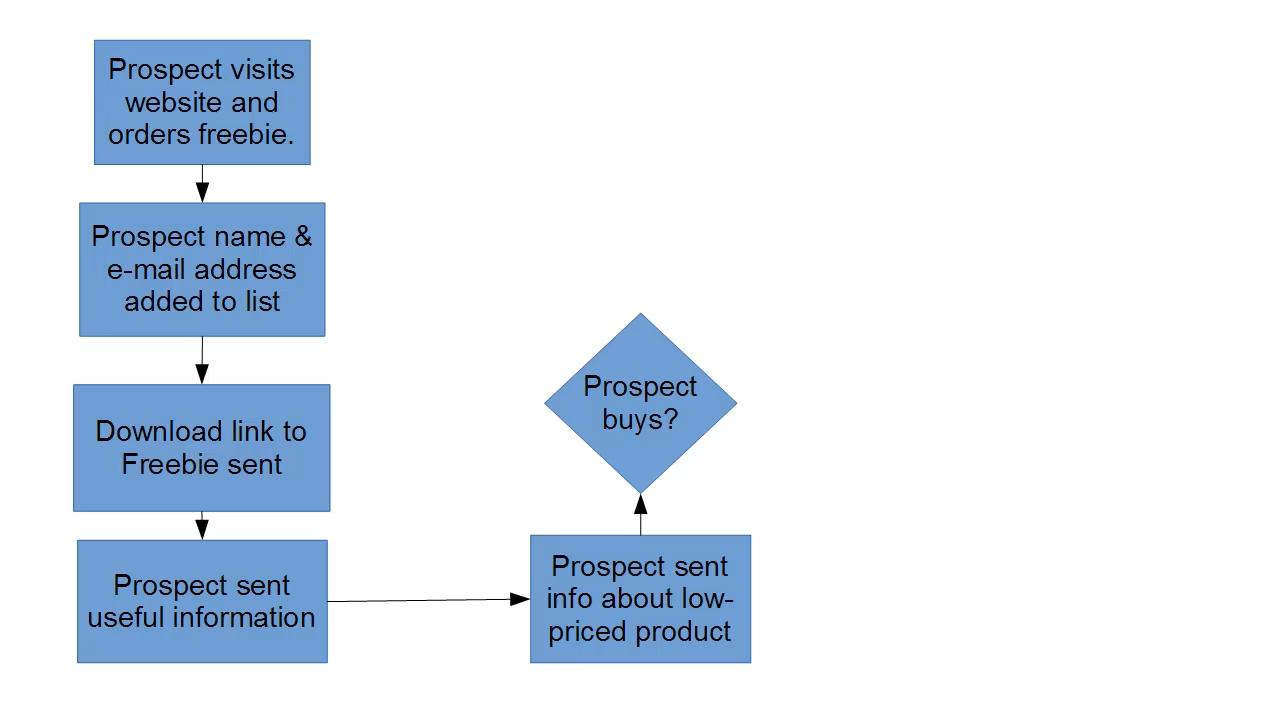 Prospect visits
website and
orders freebie.
Prospect name &
e-mail address
added to list
Download link to
Freebie sent
Prospect sent
useful information
Prospect sent
info about low-
priced product
Prospect
buys?